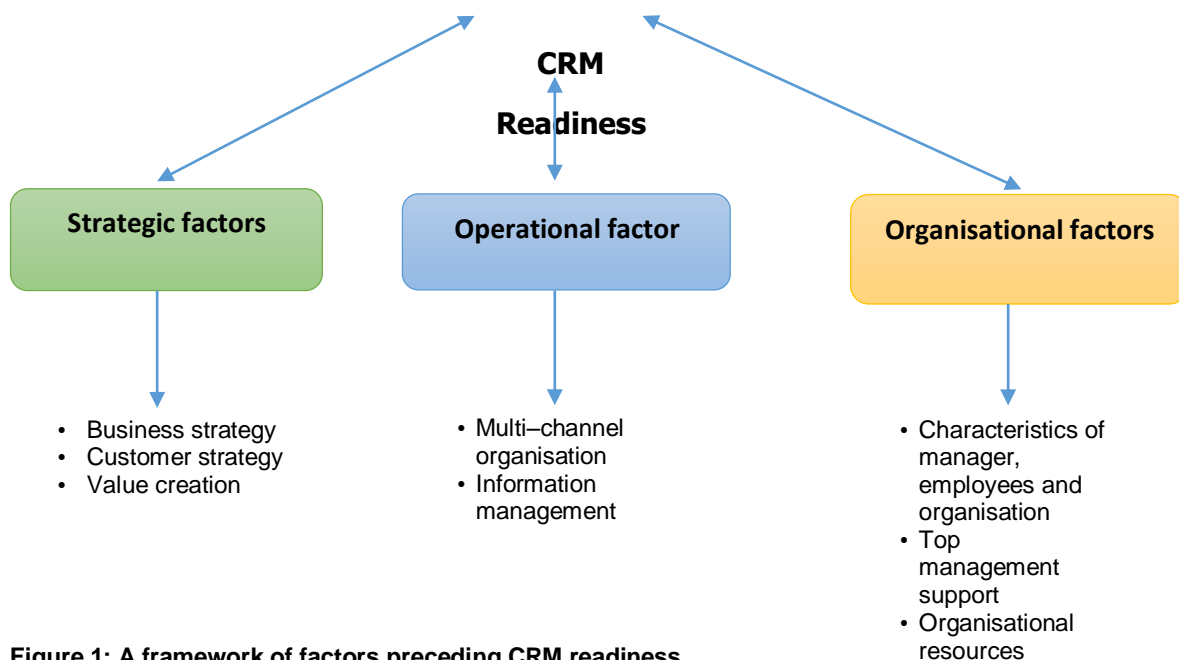 CRM
Readiness
Strategic factors
Operational factor
Organisational factors
• Business strategy
• Customer strategy
• Value creation
• Multi–channel
organisation
• Information
management
• Characteristics of
manager,
employees and
organisation
• Top
management
support
• Organisational
resources
Figure 1: A framework of factors preceding CRM readiness